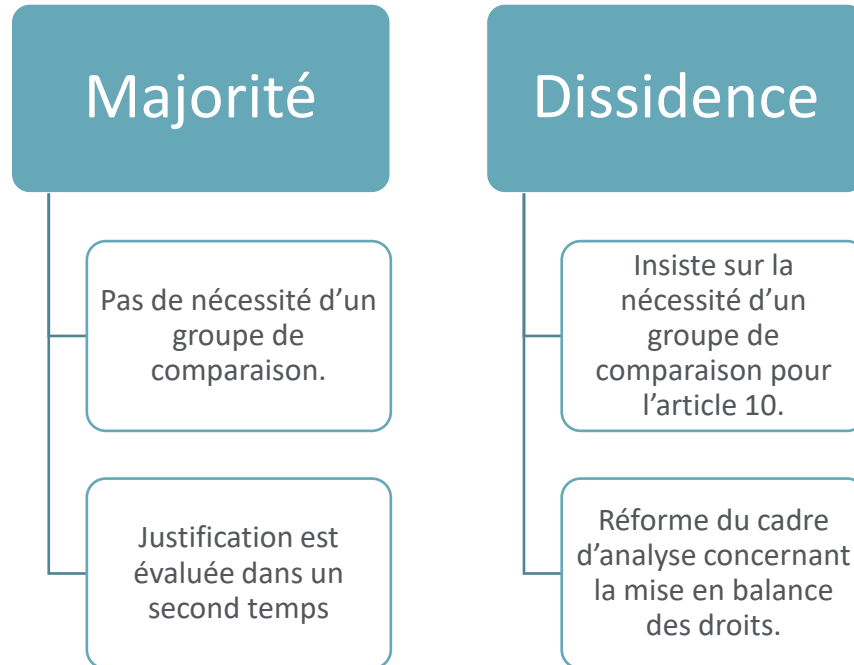 Majorité
Pas de nécessité d’un
groupe de
comparaison.
Justification est
évaluée dans un
second temps
Dissidence
Insiste sur la
nécessité d’un
groupe de
comparaison pour
l’article 10.
Réforme du cadre
d’analyse concernant
la mise en balance
des droits.